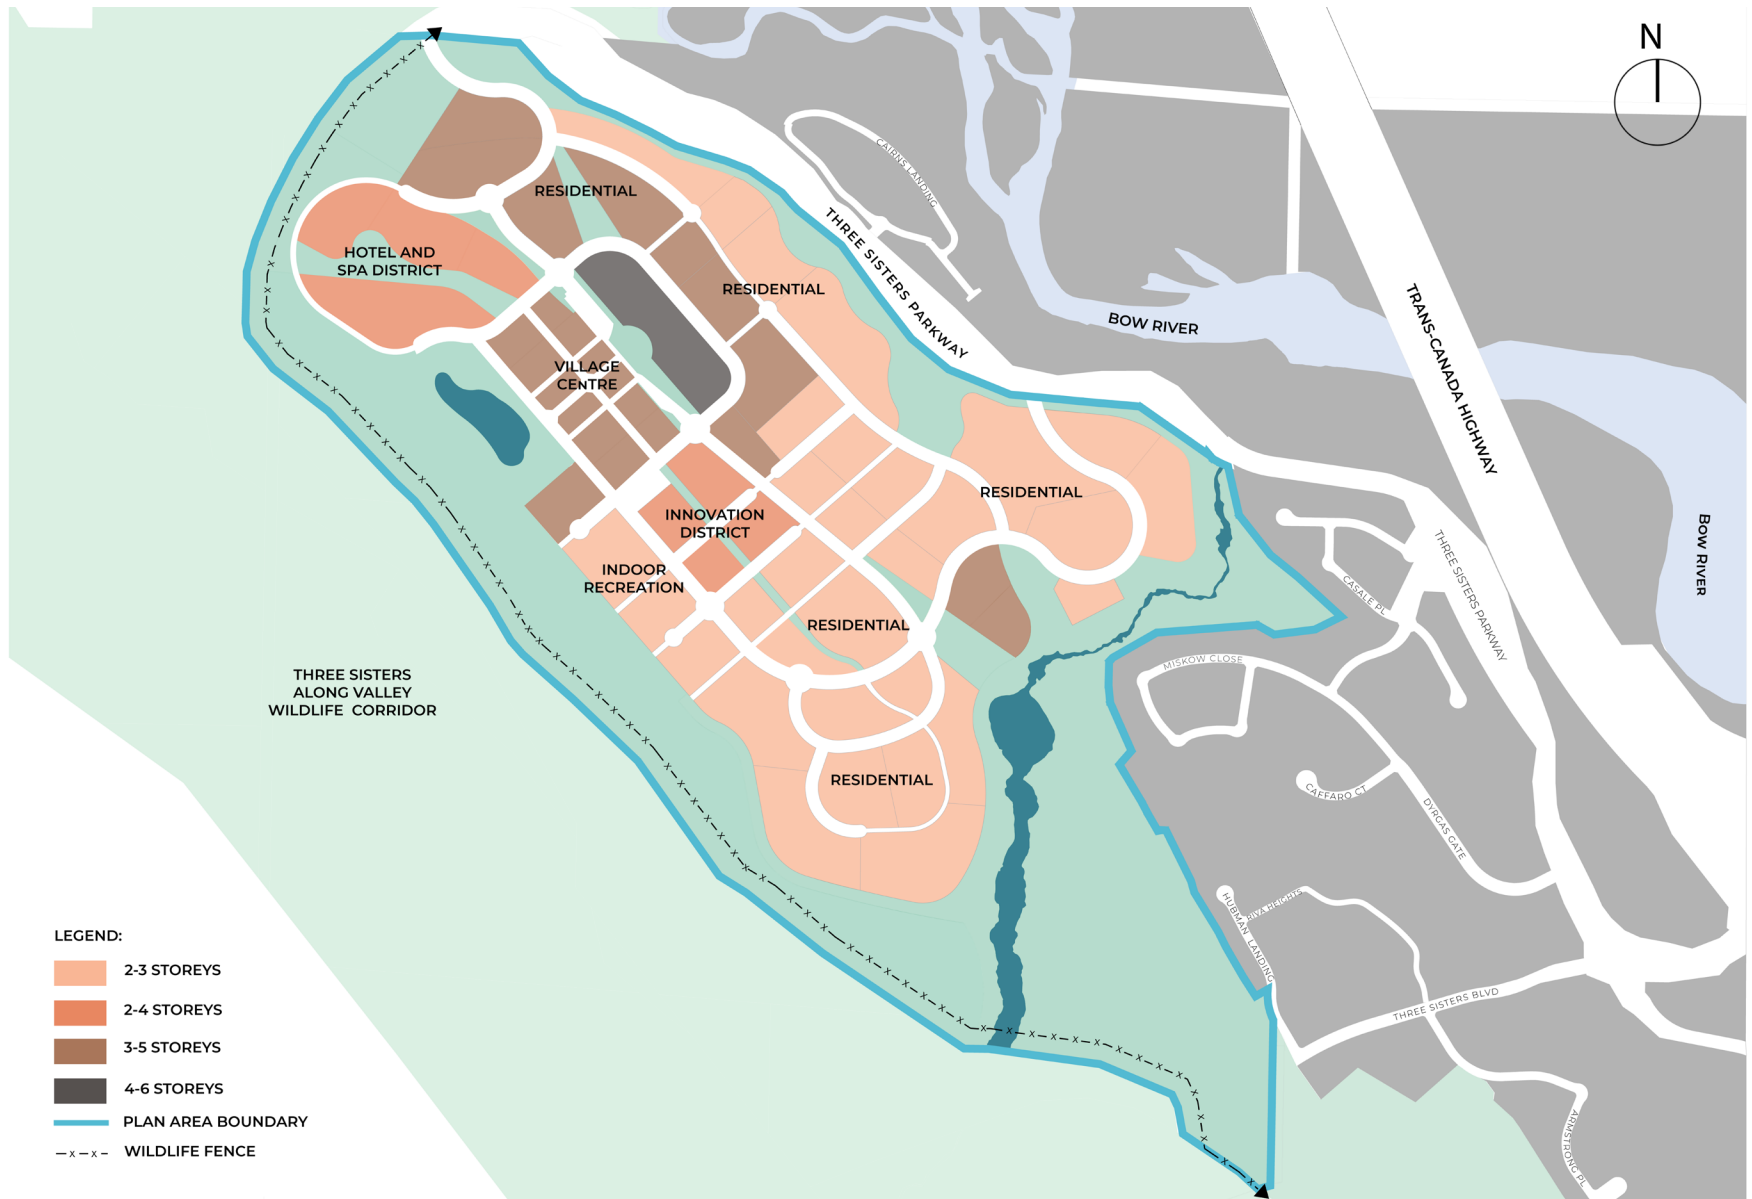 N
CAIRNS LANDING
RESIDENTIAL
THREE SISTERS PARKWAY
HOTEL AND
SPA DISTRICT
RESIDENTIAL
BOW RIVER
TRANS-CANADA HIGHWAY
VILLAGE
CENTRE
RESIDENTIAL
INNOVATION
DISTRICT
BOW RIVER
THREE SISTERS PARKWAY
INDOOR
RECREATION
CASALE PL
RESIDENTIAL
MISKOW CLOSE
THREE SISTERS
ALONG VALLEY
WILDLIFE CORRIDOR
RESIDENTIAL
CAFFARO CT
DYRGAS GATE
RIVA HEIGHTS
HUBMAN LANDING
THREE SISTERS BLVD
ARMSTRONG PL
LEGEND:
2-3 STOREYS
2-4 STOREYS
3-5 STOREYS
4-6 STOREYS
PLAN AREA BOUNDARY
WILDLIFE FENCE